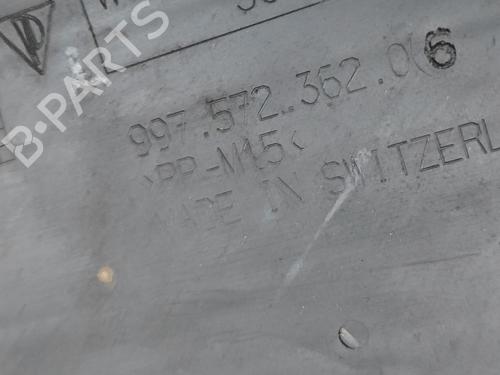 997.572.362.06
>PP-M15<
MADE IN SWITZERL
B-PARTS